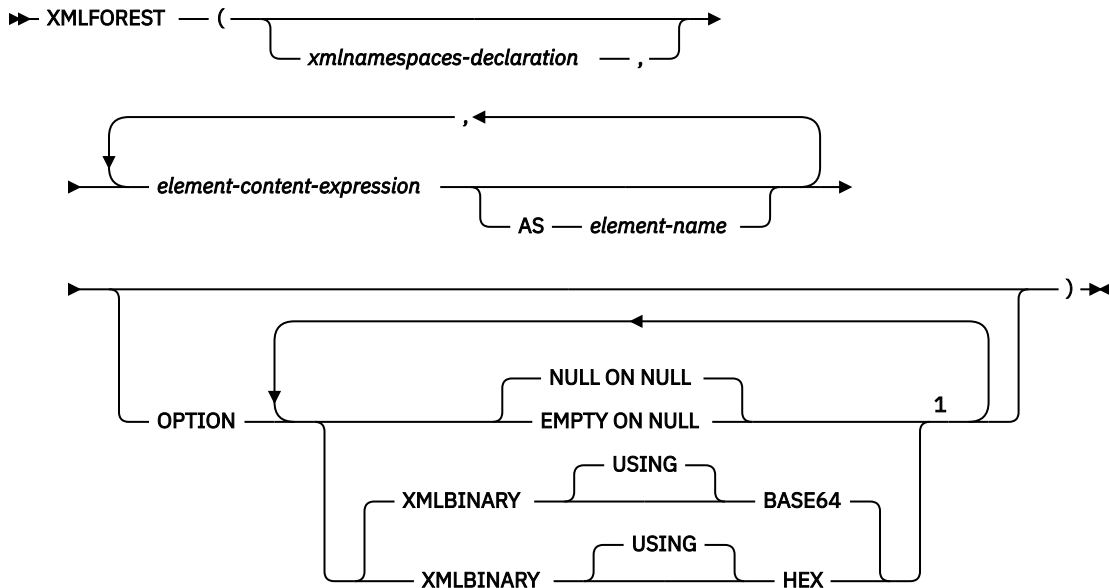 XMLFOREST (
xmlnamespaces-declaration ,
,
element-content-expression
AS element-name
)
NULL ON NULL
OPTION EMPTY ON NULL 1
USING
XMLBINARY BASE64
USING
XMLBINARY HEX